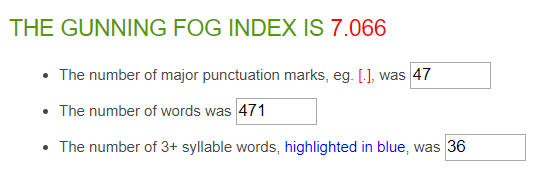 THE GUNNING FOG INDEX IS 7.066
• The number of major punctuation marks, eg. [.], was 47
• The number of words was 471
• The number of 3+ syllable words, highlighted in blue, was 36